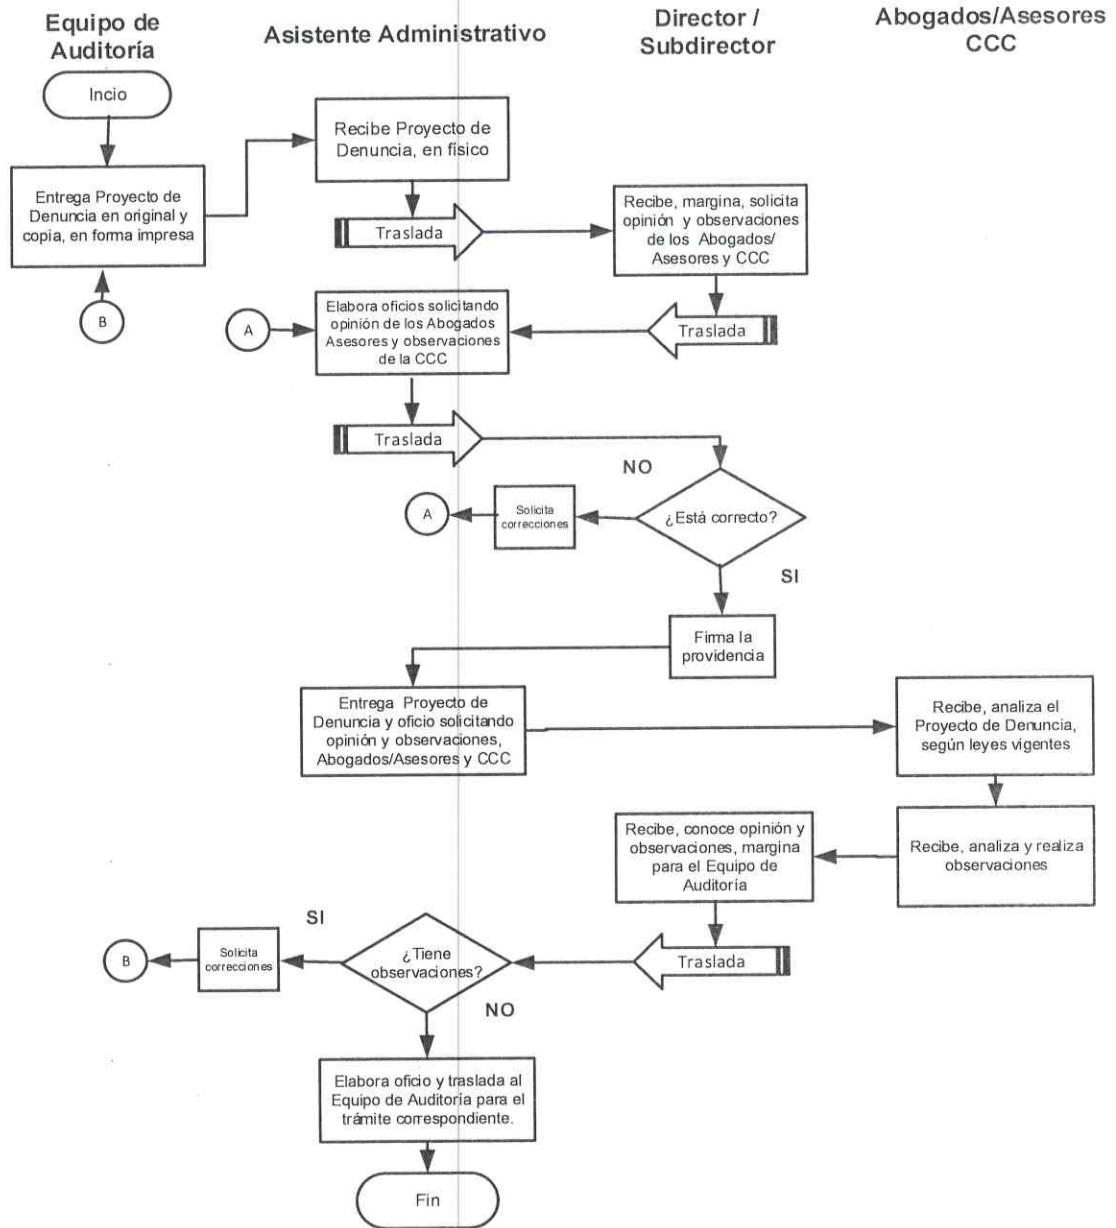 Equipo de
Auditoría
Asistente Administrativo
Director /
Subdirector
Abogados/Asesores
CCC
Incio
Entrega Proyecto de
Denuncia en original y
copia, en forma impresa
B
Recibe Proyecto de
Denuncia, en físico
Traslada
Recibe, margina, solicita
opinión y observaciones
de los Abogados/
Asesores y CCC
Traslada
A
Elabora oficios solicitando
opinión de los Abogados
Asesores y observaciones
de la CCC
Traslada
NO
¿Está correcto?
Solicita
correcciones
A
SI
Firma la
providencia
Entrega Proyecto de
Denuncia y oficio solicitando
opinión y observaciones,
Abogados/Asesores y CCC
Recibe, analiza el
Proyecto de Denuncia,
según leyes vigentes
Recibe, analiza y realiza
observaciones
Recibe, conoce opinión y
observaciones, margina
para el Equipo de
Auditoría
Traslada
¿Tiene
observaciones?
SI
Solicita
correcciones
B
NO
Elabora oficio y traslada al
Equipo de Auditoría para el
trámite correspondiente.
Fin